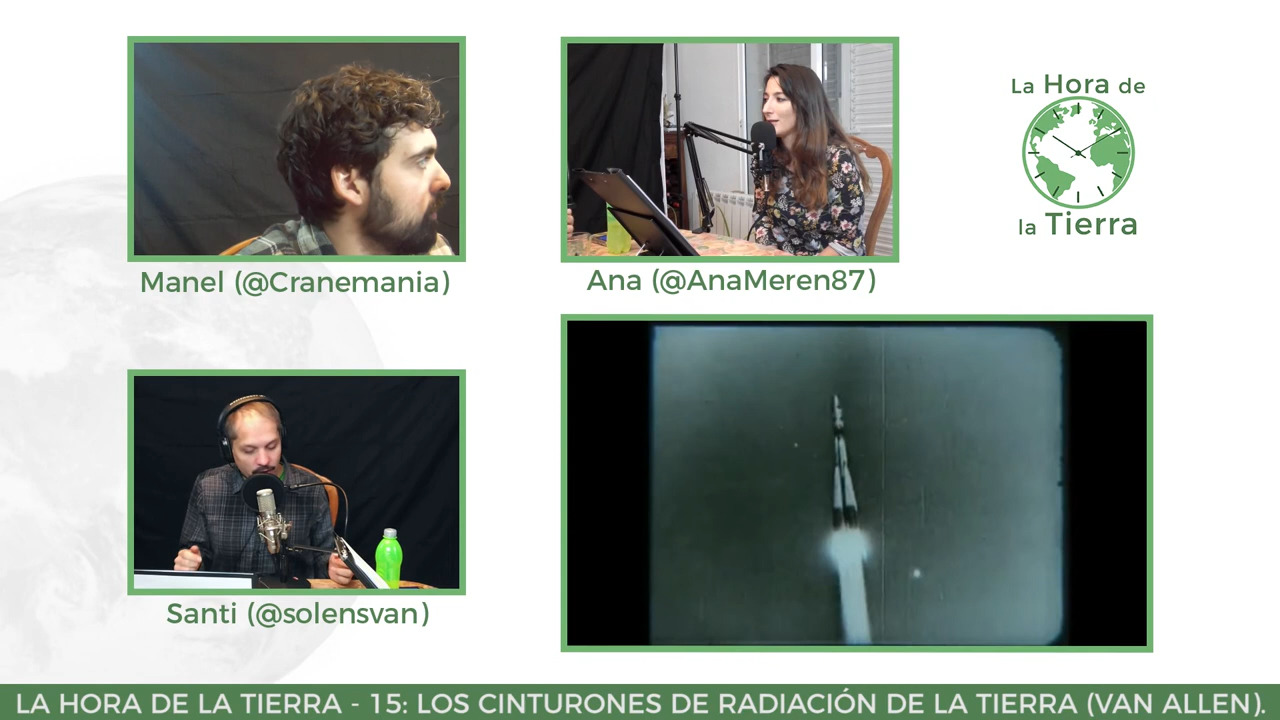 La Hora de
la Tierra
Manel (@Cranemania)
Ana (@AnaMeren87)
Santi (@solensvan)
LA HORA DE LA TIERRA - 15: LOS CINTURONES DE RADIACIÓN DE LA TIERRA (VAN ALLEN).